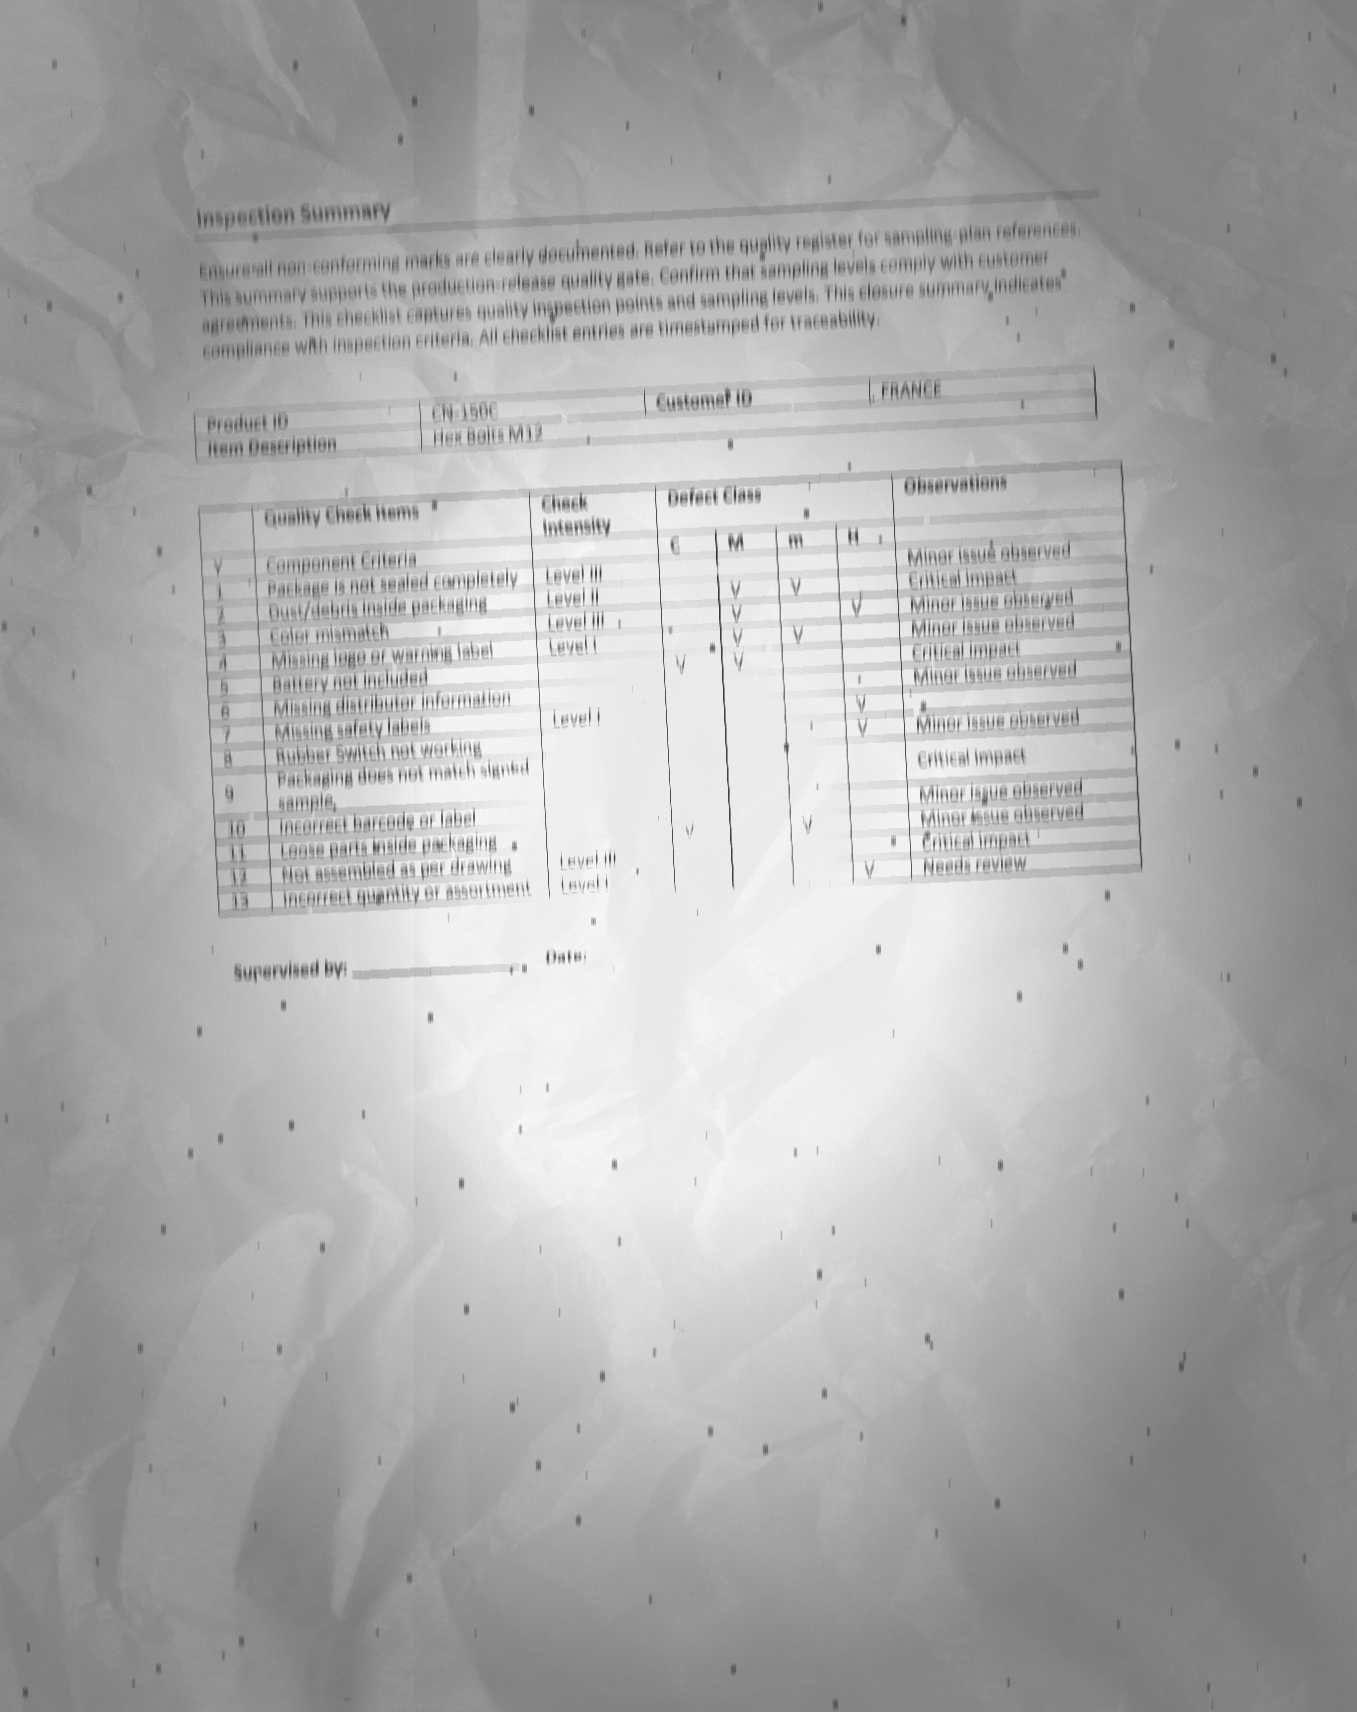 Inspection Summary
Ensure all non-conforming marks are clearly documented. Refer to the quality register for sampling-plan references.
This summary supports the production-release quality gate. Confirm that sampling levels comply with customer
agreements. This checklist captures quality inspection points and sampling levels. This closure summary indicates
compliance with inspection criteria. All checklist entries are timestamped for traceability.
Product ID CN-150C Customer ID FRANCE
Item Description Hex Bolts M12
Quality Check Items Check Intensity Defect Class Observations
V Component Criteria C M m H
1 Package is not sealed completely Level III Minor issue observed
2 Dust/debris inside packaging Level II V V Critical impact
3 Color mismatch Level III V V Minor issue observed
4 Missing logo or warning label Level I V V Minor issue observed
5 Battery not included V V Critical impact
6 Missing distributor information Minor issue observed
7 Missing safety labels Level I V
8 Rubber Switch not working V Minor issue observed
9 Packaging does not match signed sample, Critical impact
10 Incorrect barcode or label Minor issue observed
11 Loose parts inside packaging V V Minor issue observed
12 Not assembled as per drawing Level III Critical impact
13 Incorrect quantity or assortment Level I V Needs review
Supervised by: Date: